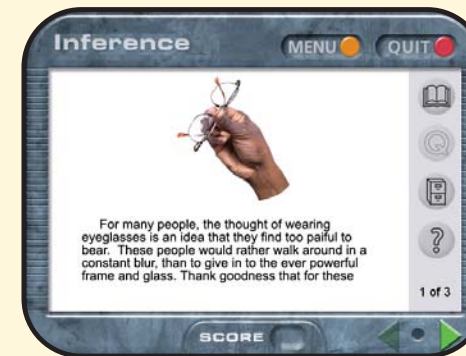 Inference
MENU
QUIT
For many people, the thought of wearing
eyeglasses is an idea that they find too paiful to
bear. These people would rather walk around in a
constant blur, than to give in to the ever powerful
frame and glass. Thank goodness that for these
Q
?
1 of 3
SCORE